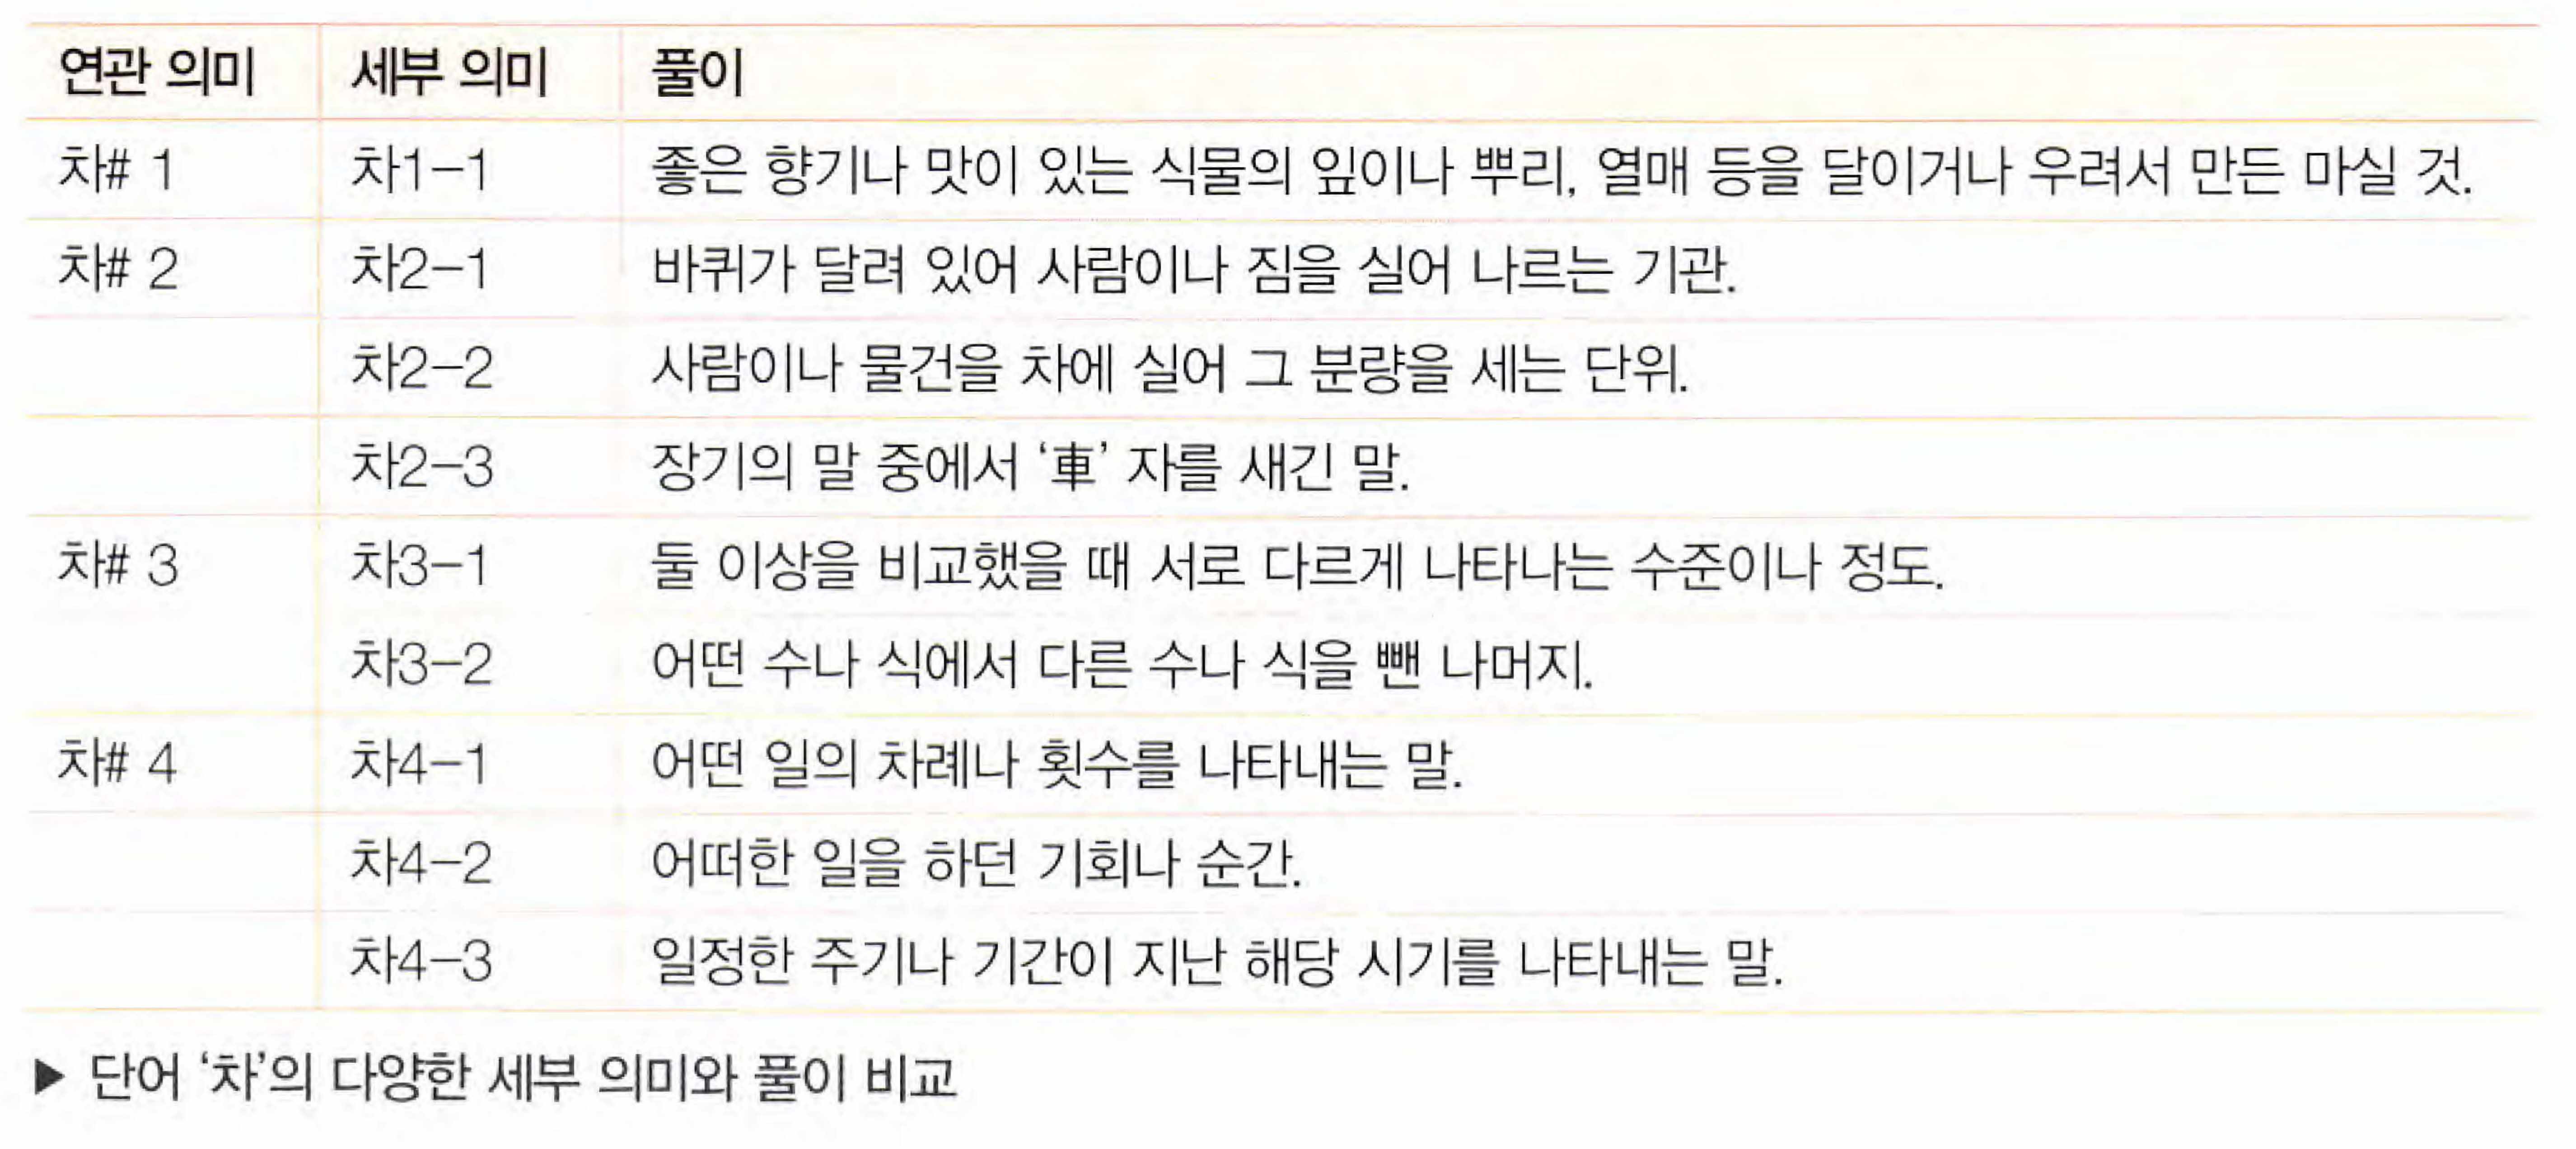 연관 의미 세부 의미 풀이
차# 1 차1-1 좋은 향기나 맛이 있는 식물의 잎이나 뿌리, 열매 등을 달이거나 우려서 만든 마실 것.
차# 2 차2-1 바퀴가 달려 있어 사람이나 짐을 실어 나르는 기관.
차2-2 사람이나 물건을 차에 실어 그 분량을 세는 단위.
차2-3 장기의 말 중에서 ‘車’ 자를 새긴 말.
차# 3 차3-1 둘 이상을 비교했을 때 서로 다르게 나타나는 수준이나 정도.
차3-2 어떤 수나 식에서 다른 수나 식을 뺀 나머지.
차# 4 차4-1 어떤 일의 차례나 횟수를 나타내는 말.
차4-2 어떠한 일을 하던 기회나 순간.
차4-3 일정한 주기나 기간이 지난 해당 시기를 나타내는 말.
▶ 단어 ‘차’의 다양한 세부 의미와 풀이 비교